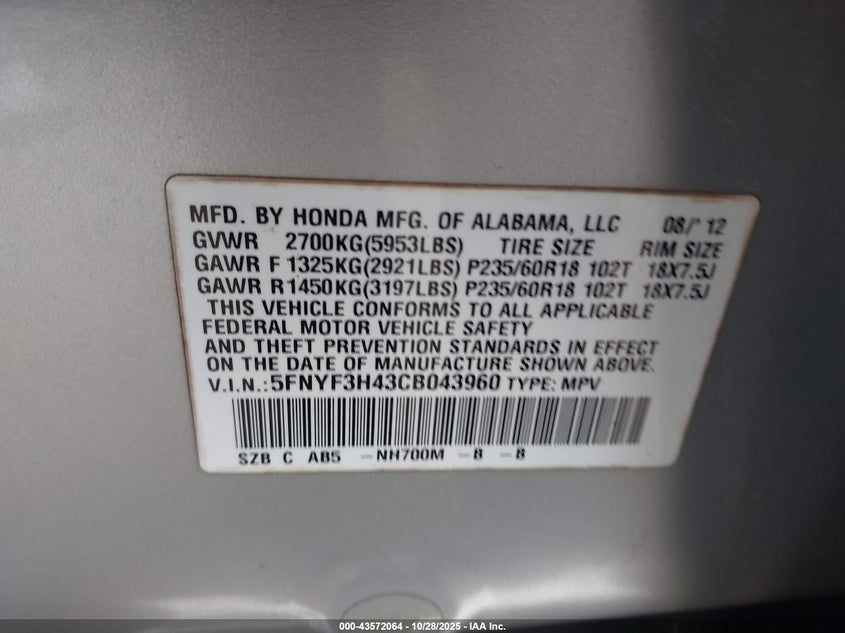 MFD. BY HONDA MFG. OF ALABAMA, LLC 08/'12
GVWR 2700KG(5953LBS) TIRE SIZE RIM SIZE
GAWR F 1325KG(2921LBS) P235/60R18 102T 18X7.5J
GAWR R1450KG(3197LBS) P235/60R18 102T 18X7.5J
THIS VEHICLE CONFORMS TO ALL APPLICABLE
FEDERAL MOTOR VEHICLE SAFETY
AND THEFT PREVENTION STANDARDS IN EFFECT
ON THE DATE OF MANUFACTURE SHOWN ABOVE.
V.I.N.:5FNYF3H43CB043960 TYPE: MPV
SZB C AB5 -NH700M -8 -8
000-43572064 | 10/28/2025 - IAA Inc.